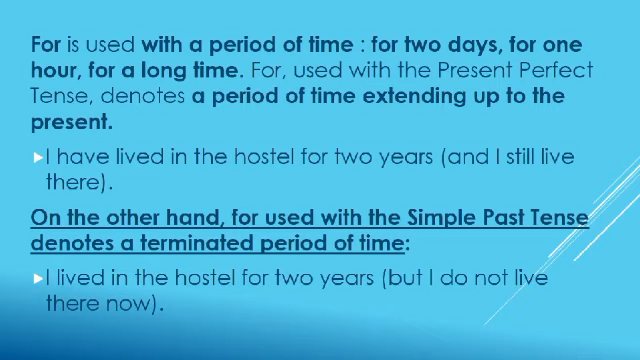 For is used with a period of time : for two days, for one
hour, for a long time. For, used with the Present Perfect
Tense, denotes a period of time extending up to the
present.
I have lived in the hostel for two years (and I still live
there).
On the other hand, for used with the Simple Past Tense
denotes a terminated period of time:
I lived in the hostel for two years (but I do not live
there now).